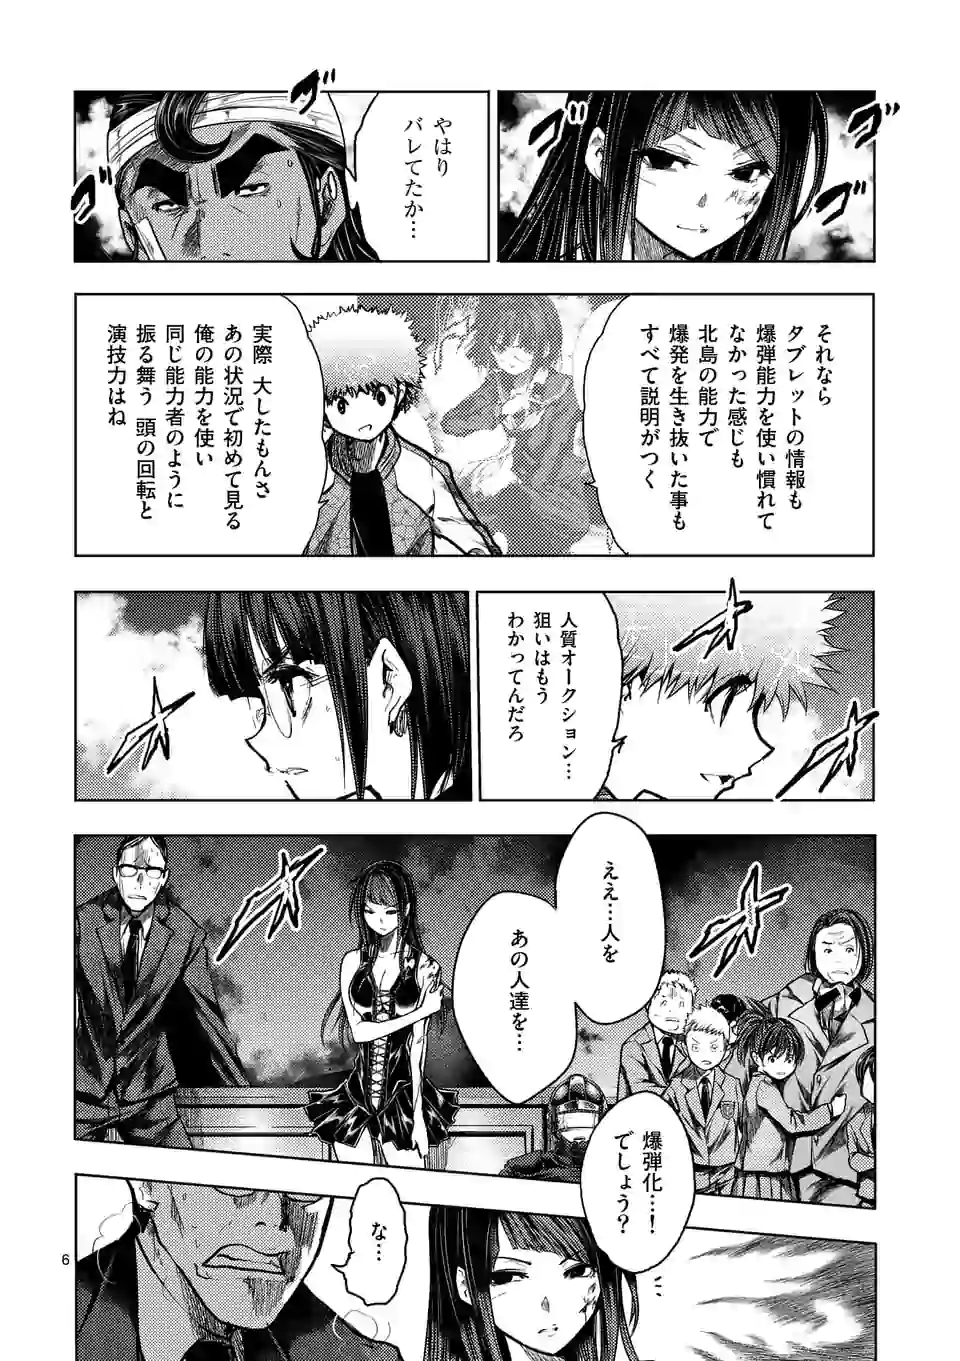 ゴゴ
ゴゴ
やはり
バレてたか…
それなら
タブレットの情報も
なかった感じも
爆弾能力を使い慣れて
北島の能力で
爆発を生き抜いた事も
すべて説明がつく
実際 大したもんさ
あの状況で初めて見る
俺の能力を使い
同じ能力者のように
振る舞う 頭の回転と
演技力はね
人質オークション…
狙いはもう
わかってんだろ
ええ…人を
あの人達を…
爆弾化…!
でしょう?
な…
6